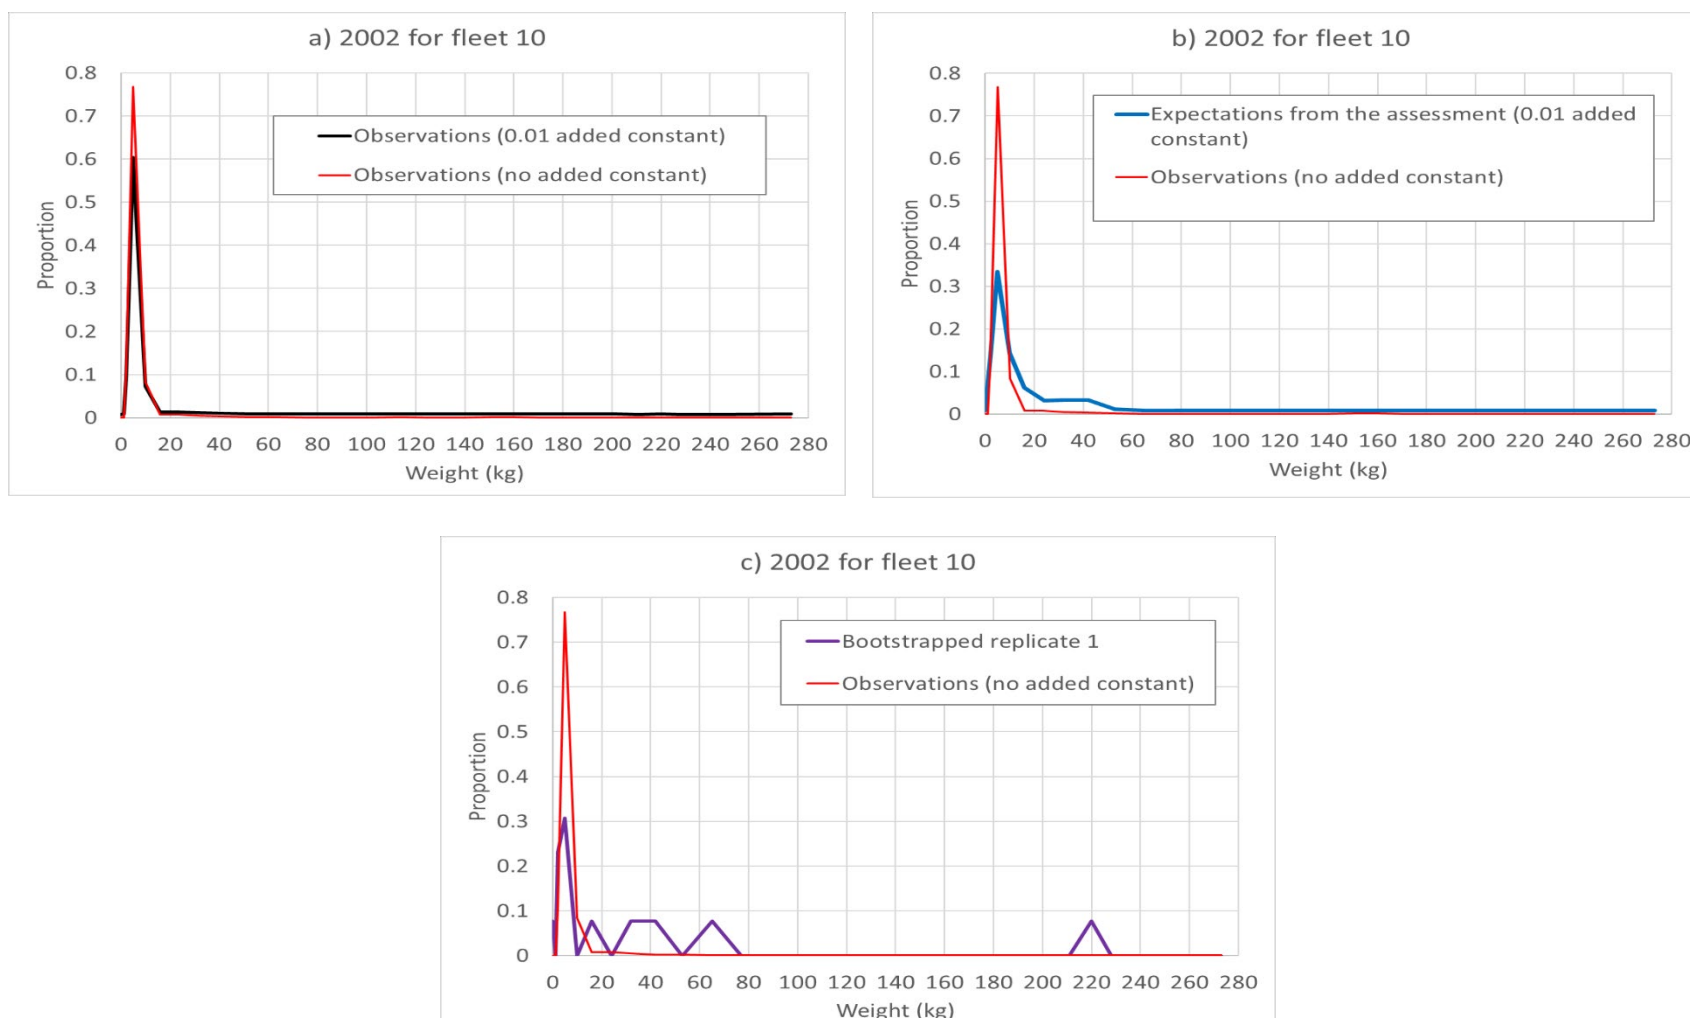 a) 2002 for fleet 10
0.8
0.7
0.6
0.5
0.4
0.3
0.2
0.1
0
Proportion
Observations (0.01 added constant)
Observations (no added constant)
0 20 40 60 80 100 120 140 160 180 200 220 240 260 280
Weight (kg)
b) 2002 for fleet 10
0.8
0.7
0.6
0.5
0.4
0.3
0.2
0.1
0
Proportion
Expectations from the assessment (0.01 added
constant)
Observations (no added constant)
0 20 40 60 80 100 120 140 160 180 200 220 240 260 280
Weight (kg)
c) 2002 for fleet 10
0.8
0.7
0.6
0.5
0.4
0.3
0.2
0.1
0
Proportion
Bootstrapped replicate 1
Observations (no added constant)
0 20 40 60 80 100 120 140 160 180 200 220 240 260 280
Weight (kg)